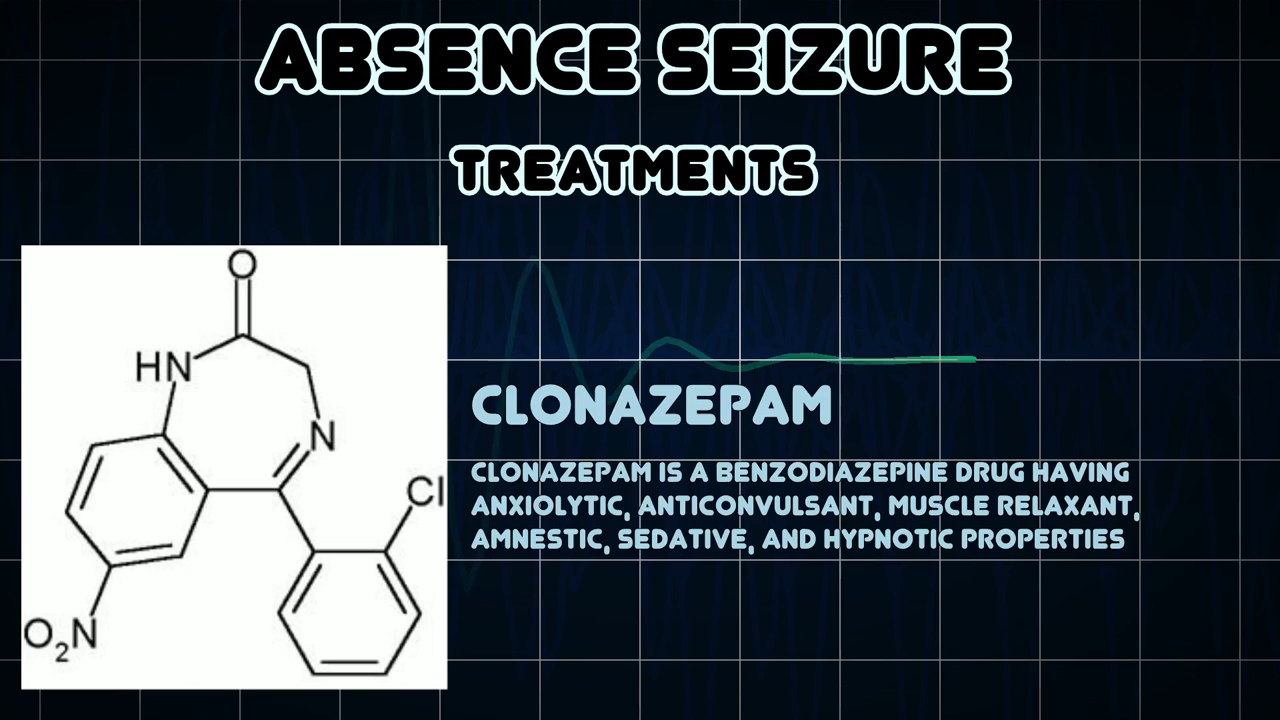 ABSENCE SEIZURE
TREATMENTS
O
HN
N
Cl
O₂N
CLONAZEPAM
CLONAZEPAM IS A BENZODIAZEPINE DRUG HAVING
ANXIOLYTIC, ANTICONVULSANT, MUSCLE RELAXANT,
AMNESTIC, SEDATIVE, AND HYPNOTIC PROPERTIES